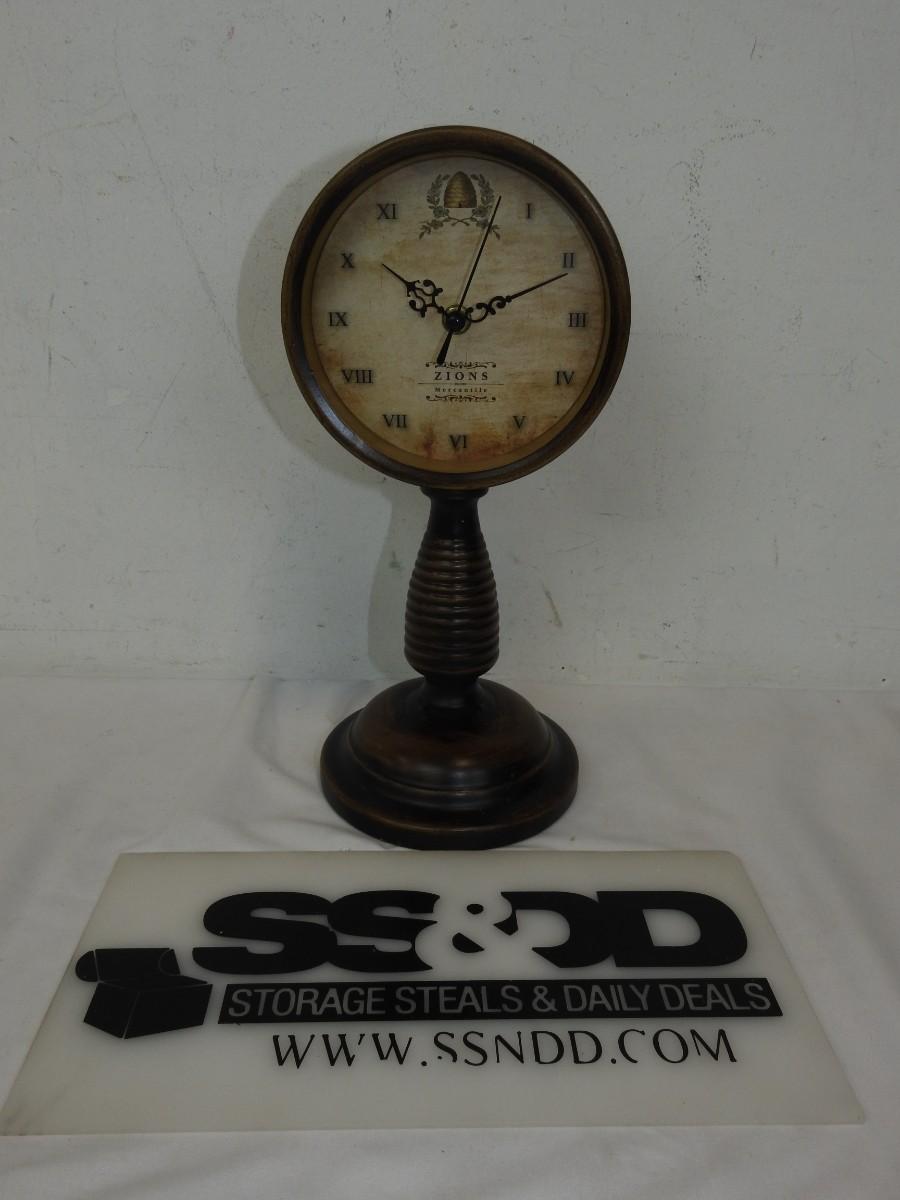 XI I
X II
IX III
VIII IV
VII V
VI
ZIONS
Mercantile
SS&DD
STORAGE STEALS & DAILY DEALS
WWW.SSNDD.COM